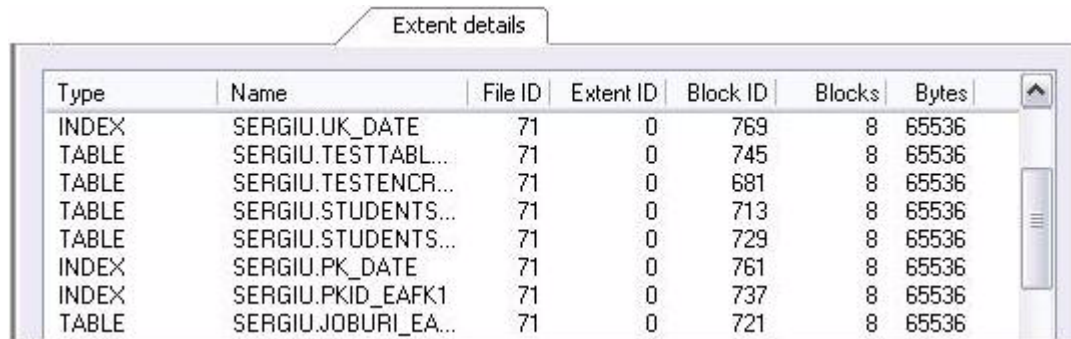 Extent details
Type Name File ID Extent ID Block ID Blocks Bytes
INDEX SERGIU.UK_DATE 71 0 769 8 65536
TABLE SERGIU.TESTTABL... 71 0 745 8 65536
TABLE SERGIU.TESTENCR... 71 0 681 8 65536
TABLE SERGIU.STUDENTS... 71 0 713 8 65536
TABLE SERGIU.STUDENTS... 71 0 729 8 65536
INDEX SERGIU.PK_DATE 71 0 761 8 65536
INDEX SERGIU.PKID_EAFK1 71 0 737 8 65536
TABLE SERGIU.JOBURI_EA... 71 0 721 8 65536